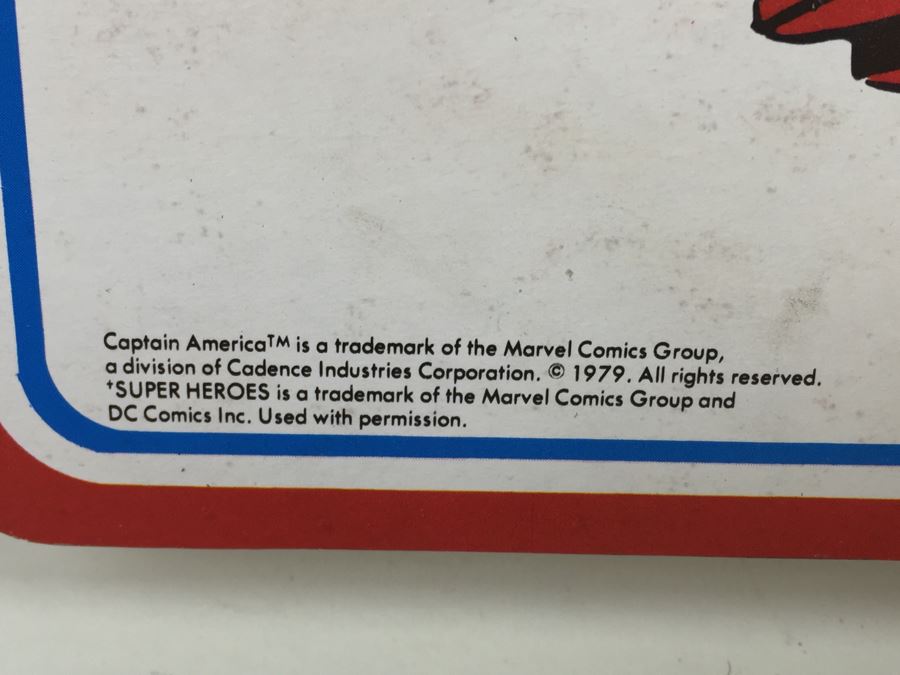 Captain America™ is a trademark of the Marvel Comics Group,
a division of Cadence Industries Corporation. © 1979. All rights reserved.
†SUPER HEROES is a trademark of the Marvel Comics Group and
DC Comics Inc. Used with permission.